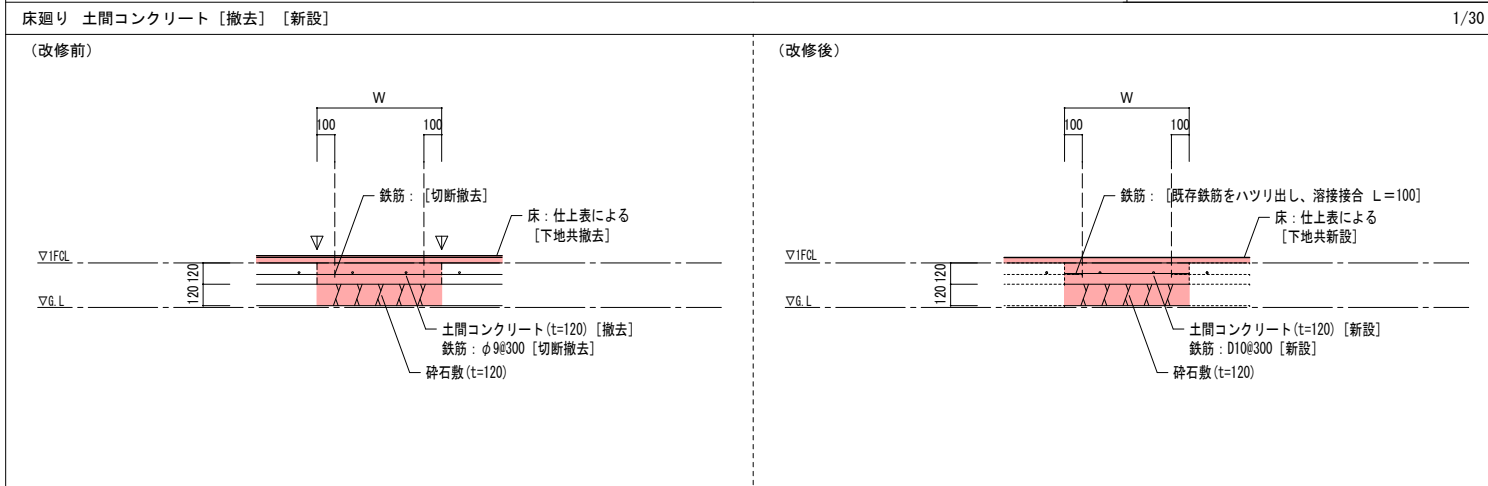 床廻り 土間コンクリート［撤去］［新設］
1/30
（改修前）
W
100
100
鉄筋：［切断撤去］
床：仕上表による
［下地共撤去］
▽1FCL
120
120
▽G.L
土間コンクリート(t=120)［撤去］
鉄筋：φ9@300［切断撤去］
砕石敷(t=120)
（改修後）
W
100
100
鉄筋：［既存鉄筋をハツリ出し、溶接接合 L＝100］
床：仕上表による
［下地共新設］
▽1FCL
120
120
▽G.L
土間コンクリート(t=120)［新設］
鉄筋：D10@300［新設］
砕石敷(t=120)